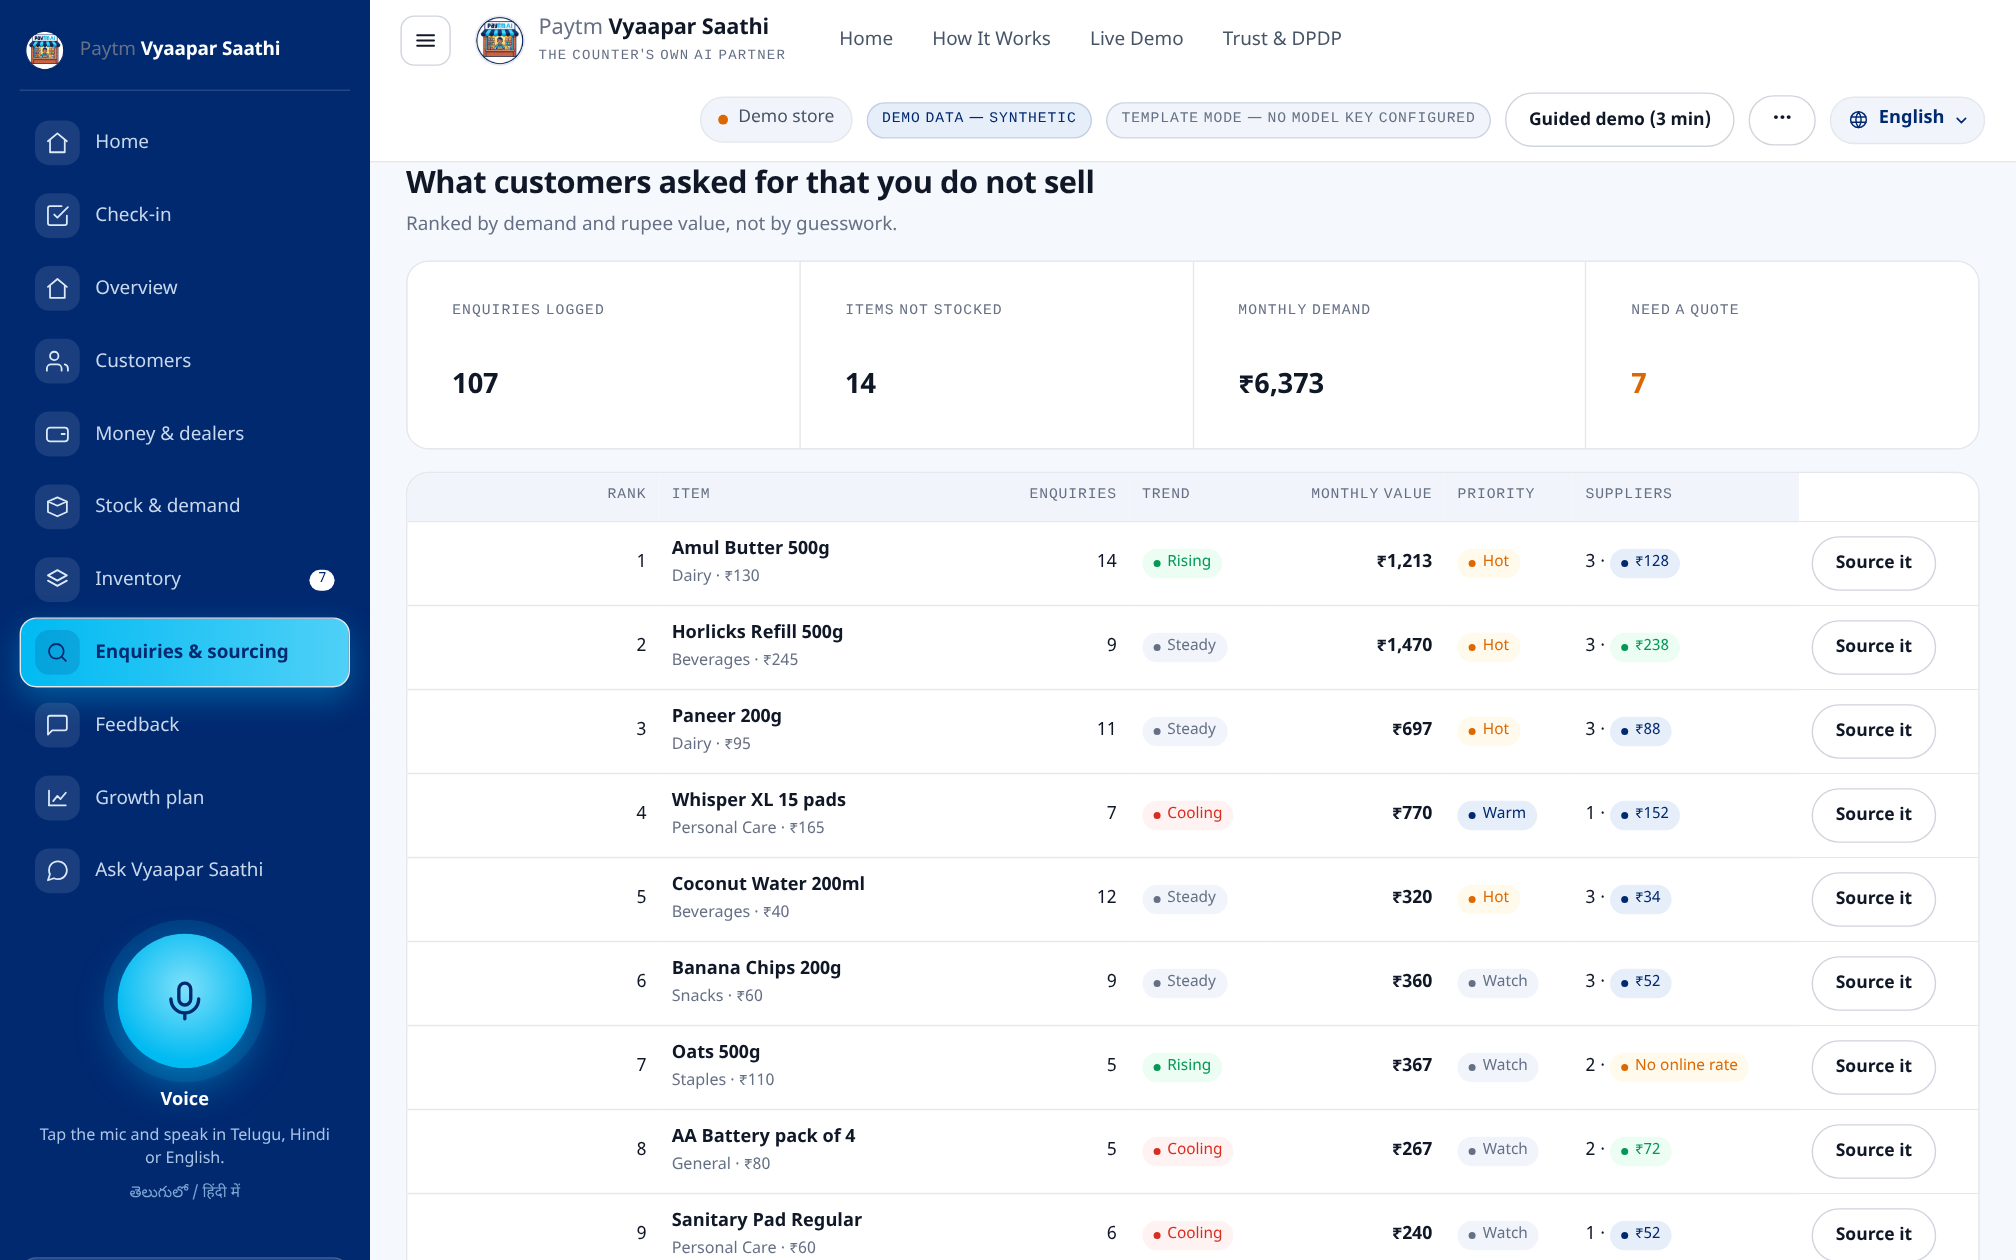 Paytm Vyaapar Saathi
Home
Check-in
Overview
Customers
Money & dealers
Stock & demand
Inventory 7
Enquiries & sourcing
Feedback
Growth plan
Ask Vyaapar Saathi
Voice
Tap the mic and speak in Telugu, Hindi
or English.
తెలుగులో / हिंदी में
Paytm Vyaapar Saathi
THE COUNTER'S OWN AI PARTNER
Home How It Works Live Demo Trust & DPDP
Demo store DEMO DATA — SYNTHETIC TEMPLATE MODE — NO MODEL KEY CONFIGURED Guided demo (3 min) ··· English
What customers asked for that you do not sell
Ranked by demand and rupee value, not by guesswork.
ENQUIRIES LOGGED ITEMS NOT STOCKED MONTHLY DEMAND NEED A QUOTE
107 14 ₹6,373 7
RANK ITEM ENQUIRIES TREND MONTHLY VALUE PRIORITY SUPPLIERS
1 Amul Butter 500g 14 Rising ₹1,213 Hot 3 · ₹128 Source it
Dairy · ₹130
2 Horlicks Refill 500g 9 Steady ₹1,470 Hot 3 · ₹238 Source it
Beverages · ₹245
3 Paneer 200g 11 Steady ₹697 Hot 3 · ₹88 Source it
Dairy · ₹95
4 Whisper XL 15 pads 7 Cooling ₹770 Warm 1 · ₹152 Source it
Personal Care · ₹165
5 Coconut Water 200ml 12 Steady ₹320 Hot 3 · ₹34 Source it
Beverages · ₹40
6 Banana Chips 200g 9 Steady ₹360 Watch 3 · ₹52 Source it
Snacks · ₹60
7 Oats 500g 5 Rising ₹367 Watch 2 · No online rate Source it
Staples · ₹110
8 AA Battery pack of 4 5 Cooling ₹267 Watch 2 · ₹72 Source it
General · ₹80
9 Sanitary Pad Regular 6 Cooling ₹240 Watch 1 · ₹52 Source it
Personal Care · ₹60